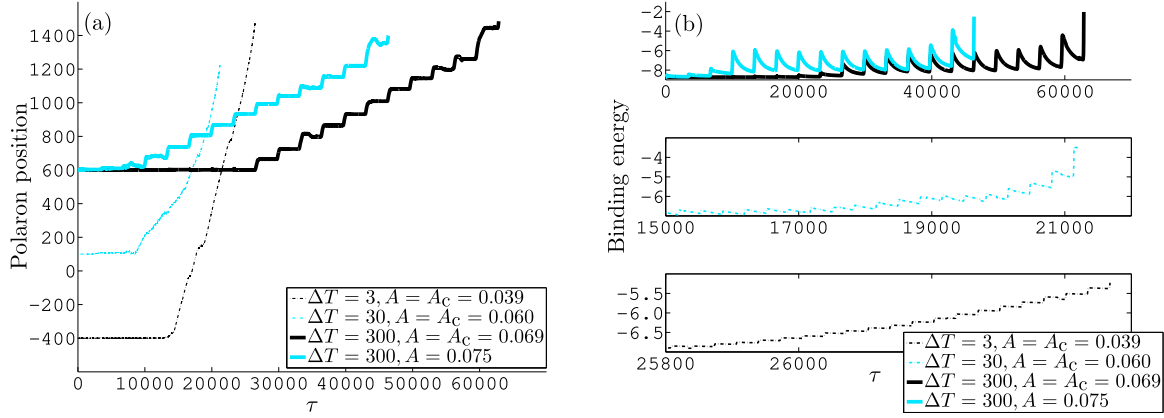 (a)
Polaron position
1400
1200
1000
800
600
400
200
0
−200
−400
0 10000 20000 30000 40000 50000 60000
τ
ΔT = 3, A = A_c = 0.039
ΔT = 30, A = A_c = 0.060
ΔT = 300, A = A_c = 0.069
ΔT = 300, A = 0.075
(b)
Binding energy
−2
−4
−6
−8
0 20000 40000 60000
−4
−5
−6
15000 17000 19000 21000
−5.5
−6.0
−6.5
25800 26000
τ
ΔT = 3, A = A_c = 0.039
ΔT = 30, A = A_c = 0.060
ΔT = 300, A = A_c = 0.069
ΔT = 300, A = 0.075